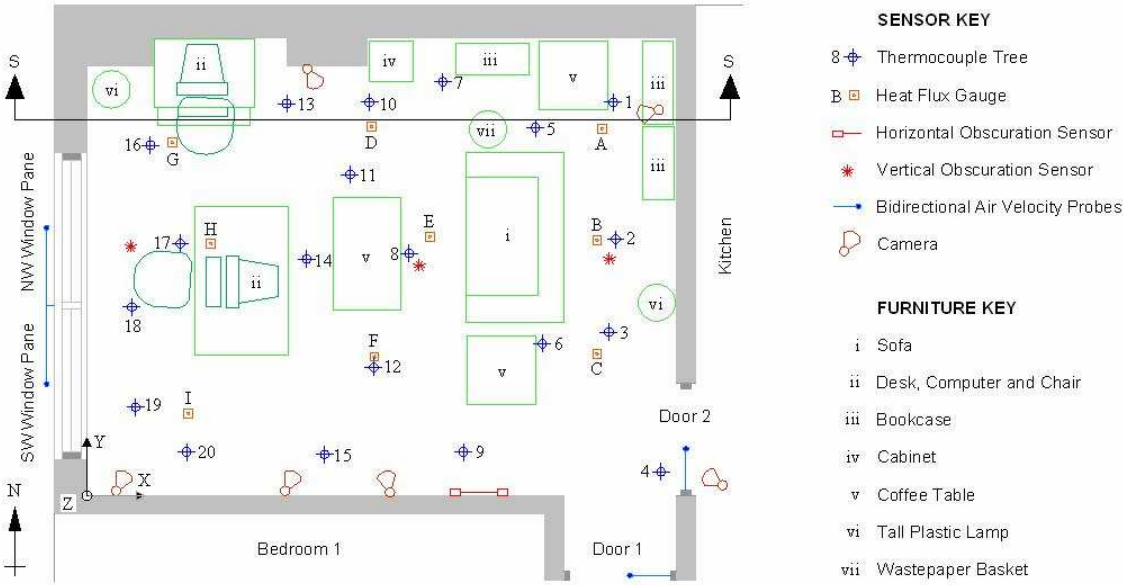 S
S
ii
iv
iii
v
iii
vi
7
13
10
1
vii
5
16
G
D
A
iii
11
E
B
H
17
i
2
8
14
v
ii
vi
18
3
F
6
C
12
v
19
I
Y
20
15
9
4
X
Z
N
NW Window Pane
SW Window Pane
Kitchen
Door 2
Bedroom 1
Door 1
SENSOR KEY
8 Thermocouple Tree
B Heat Flux Gauge
Horizontal Obscuration Sensor
Vertical Obscuration Sensor
Bidirectional Air Velocity Probes
Camera
FURNITURE KEY
i Sofa
ii Desk, Computer and Chair
iii Bookcase
iv Cabinet
v Coffee Table
vi Tall Plastic Lamp
vii Wastepaper Basket